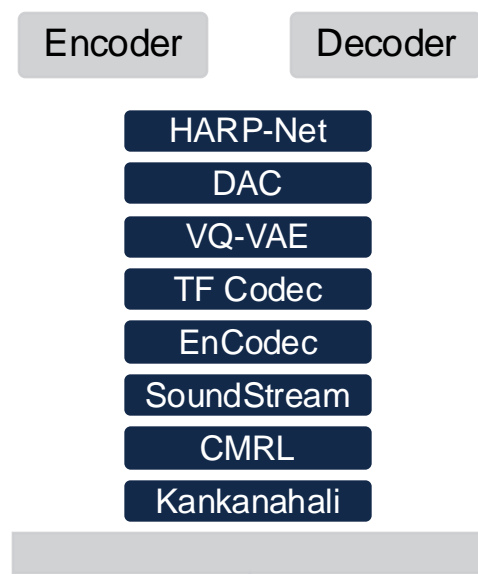 Encoder Decoder
HARP-Net
DAC
VQ-VAE
TF Codec
EnCodec
SoundStream
CMRL
Kankanahali